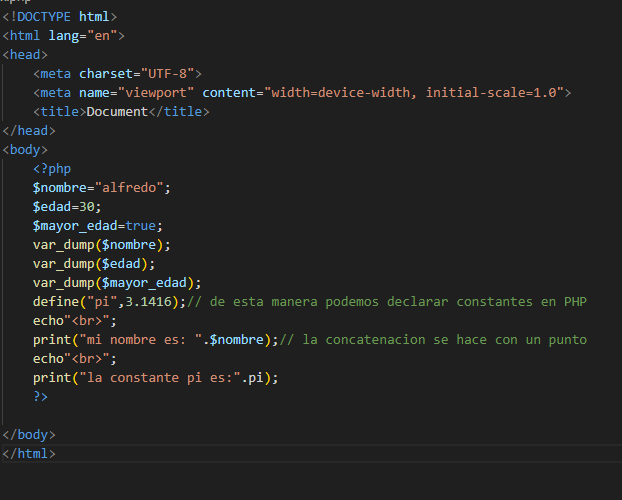 <!DOCTYPE html>
<html lang="en">
<head>
    <meta charset="UTF-8">
    <meta name="viewport" content="width=device-width, initial-scale=1.0">
    <title>Document</title>
</head>
<body>
    <?php
    $nombre="alfredo";
    $edad=30;
    $mayor_edad=true;
    var_dump($nombre);
    var_dump($edad);
    var_dump($mayor_edad);
    define("pi",3.1416);// de esta manera podemos declarar constantes en PHP
    echo"<br>";
    print("mi nombre es: ".$nombre);// la concatenacion se hace con un punto
    echo"<br>";
    print("la constante pi es:".pi);
    ?>

</body>
</html>